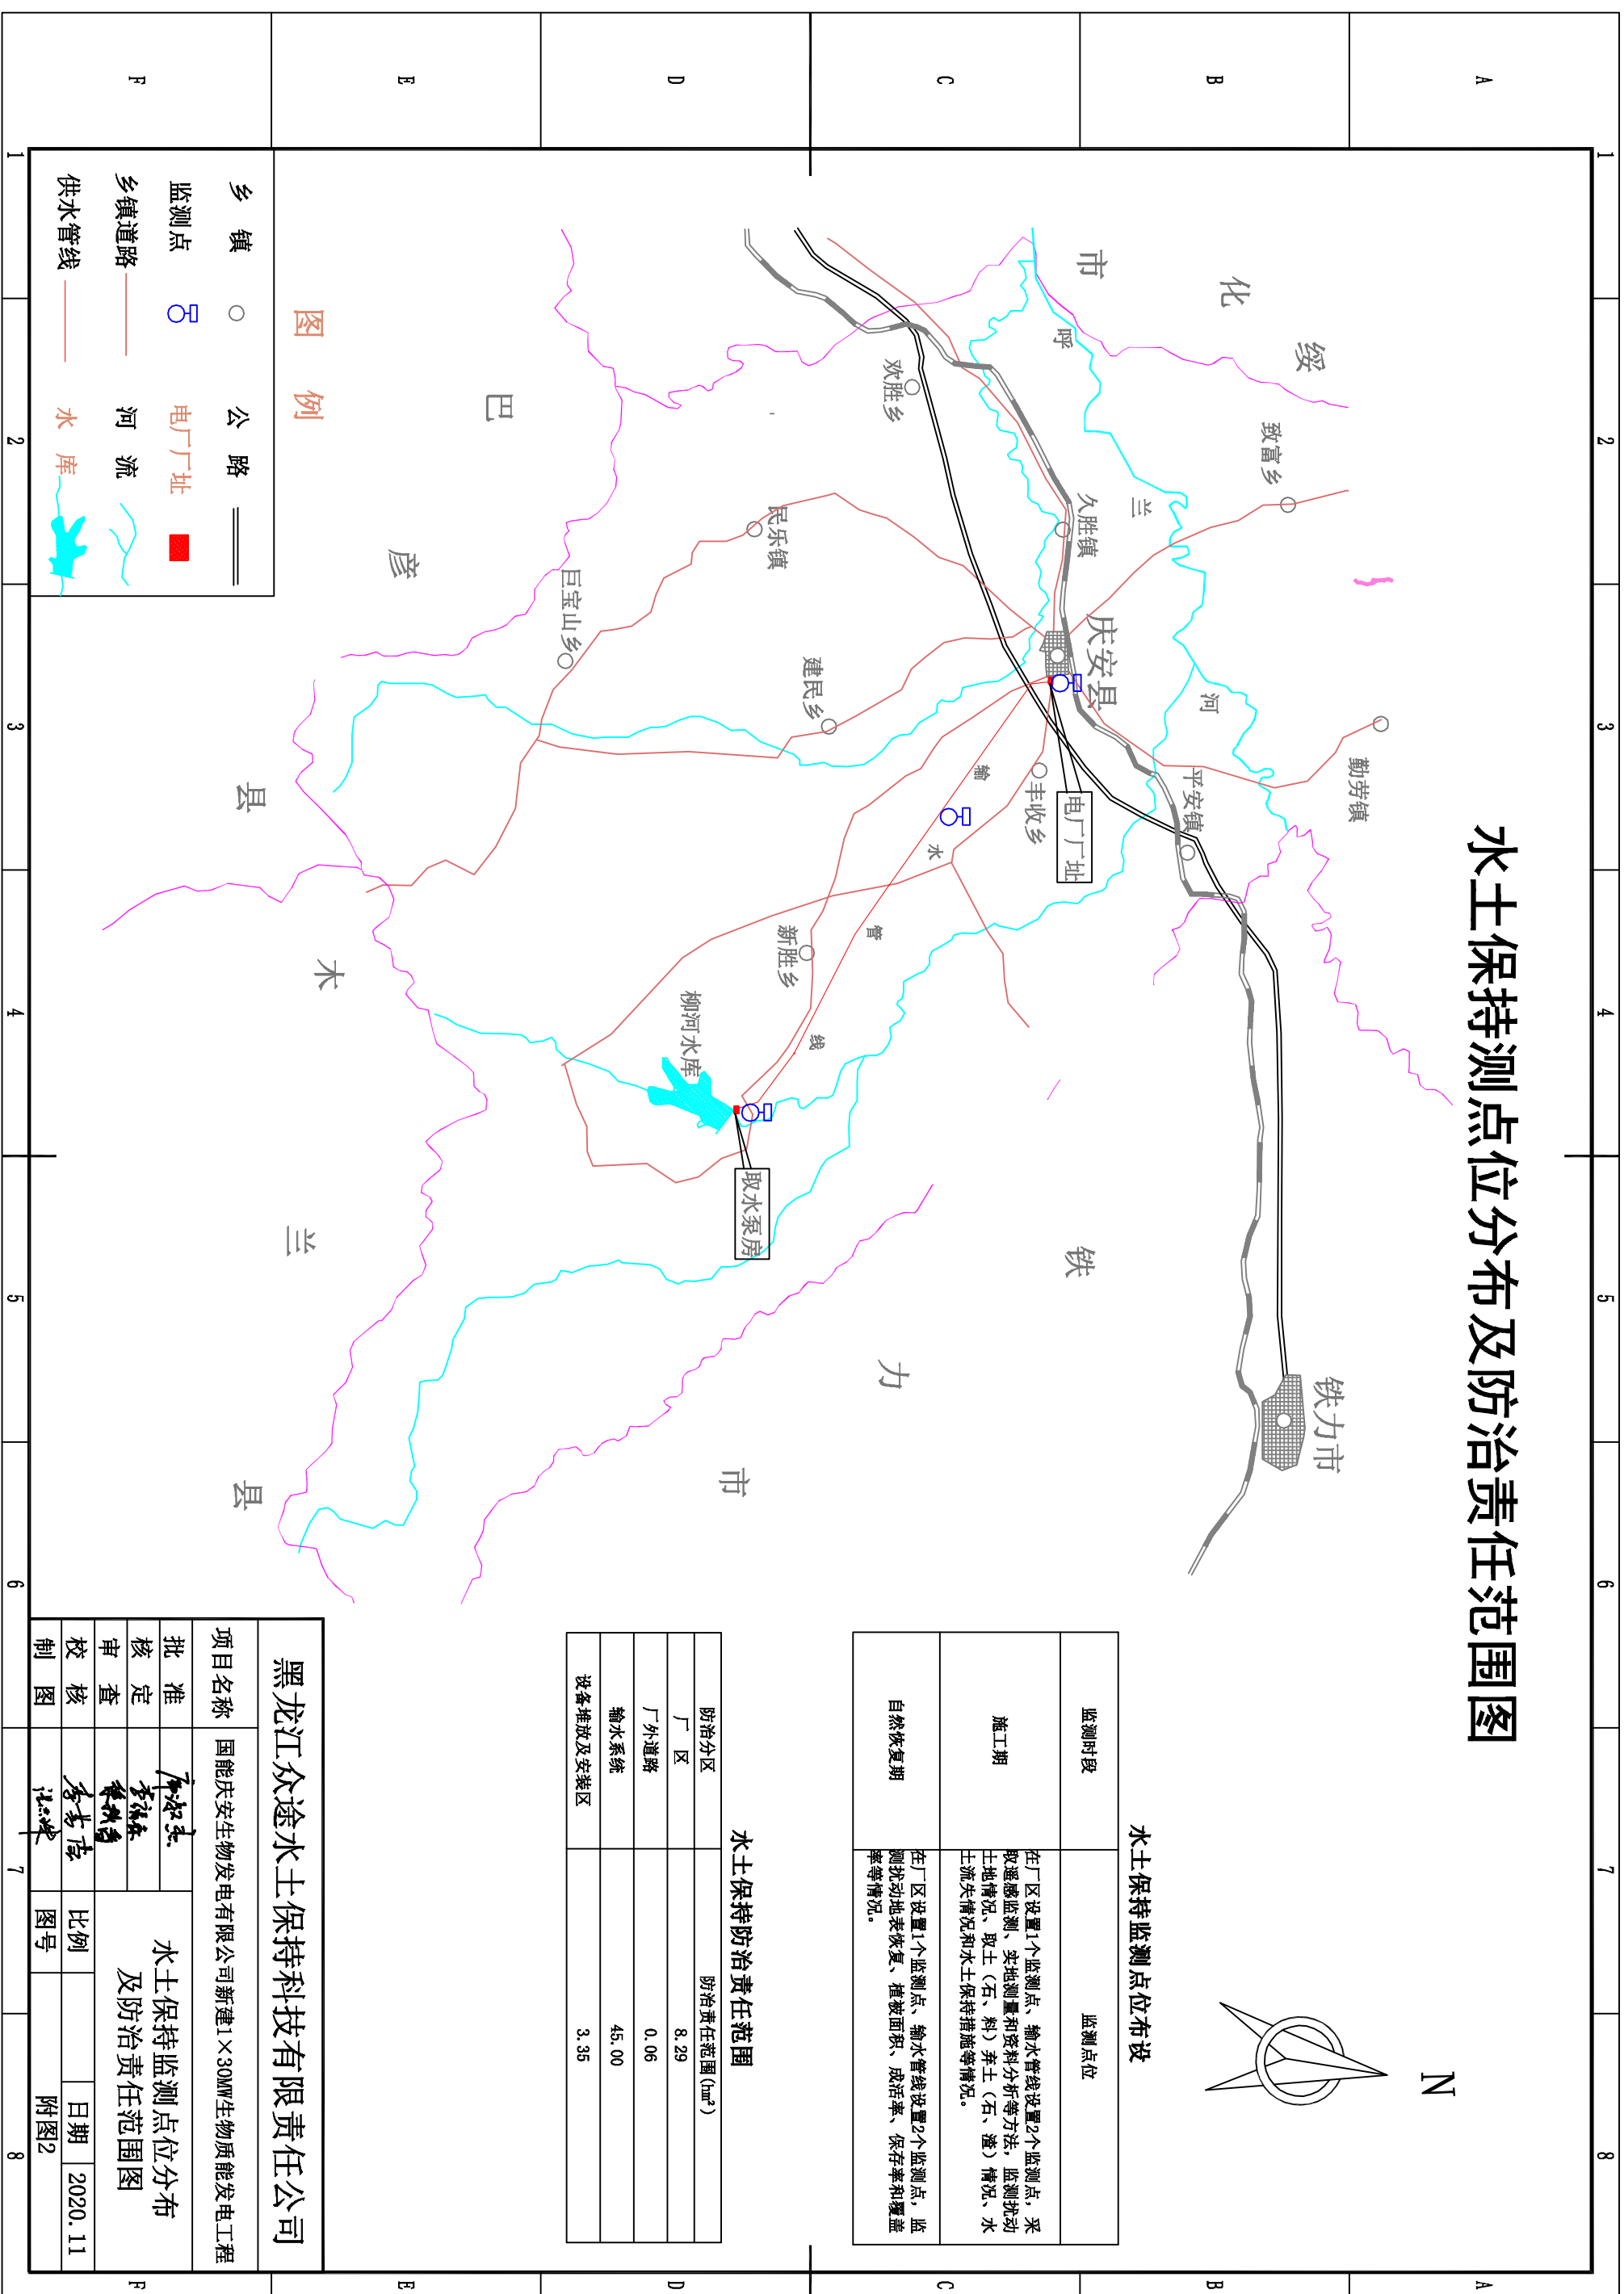 水土保持测点位分布及防治责任范围图
N
绥
化
市
呼
兰
河
致富乡
勤劳镇
欢胜乡
久胜镇
庆安县
平安镇
铁力市
丰收乡
电厂厂址
民乐镇
建民乡
巨宝山乡
新胜乡
柳河水库
取水泵房
输
水
管
线
铁
力
市
巴
彦
县
木
兰
县
图 例
乡 镇
公 路
监测点
电厂厂址
乡镇道路
河 流
供水管线
水 库
水土保持监测点位布设
监测时段 监测点位
施工期
在厂区设置1个监测点、输水管线设置2个监测点，采
取遥感监测、实地测量和资料分析等方法，监测扰动
土地情况、取土（石、料）弃土（石、渣）情况、水
土流失情况和水土保持措施等情况。
自然恢复期
在厂区设置1个监测点、输水管线设置2个监测点，监
测扰动地表恢复、植被面积、成活率、保存率和覆盖
率等情况。
水土保持防治责任范围
防治分区 防治责任范围(hm²)
厂 区 8.29
厂外道路 0.06
输水系统 45.00
设备堆放及安装区 3.35
黑龙江众途水土保持科技有限责任公司
项目名称 国能庆安生物发电有限公司新建1×30MW生物质能发电工程
批 准
核 定
审 查
校 核
制 图
水土保持监测点位分布
及防治责任范围图
比例
日期 2020.11
图号 附图2
1 2 3 4 5 6 7 8
1 2 3 4 5 6 7 8
A B C D E F
A B C D E F